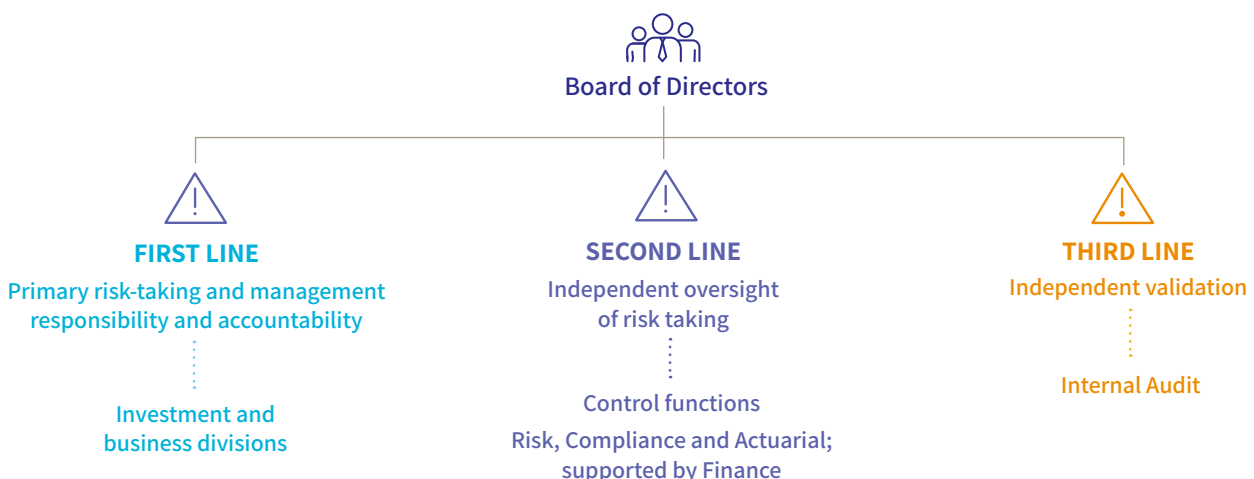 Board of Directors
FIRST LINE
Primary risk-taking and management
responsibility and accountability
Investment and
business divisions
SECOND LINE
Independent oversight
of risk taking
Control functions
Risk, Compliance and Actuarial;
supported by Finance
THIRD LINE
Independent validation
Internal Audit